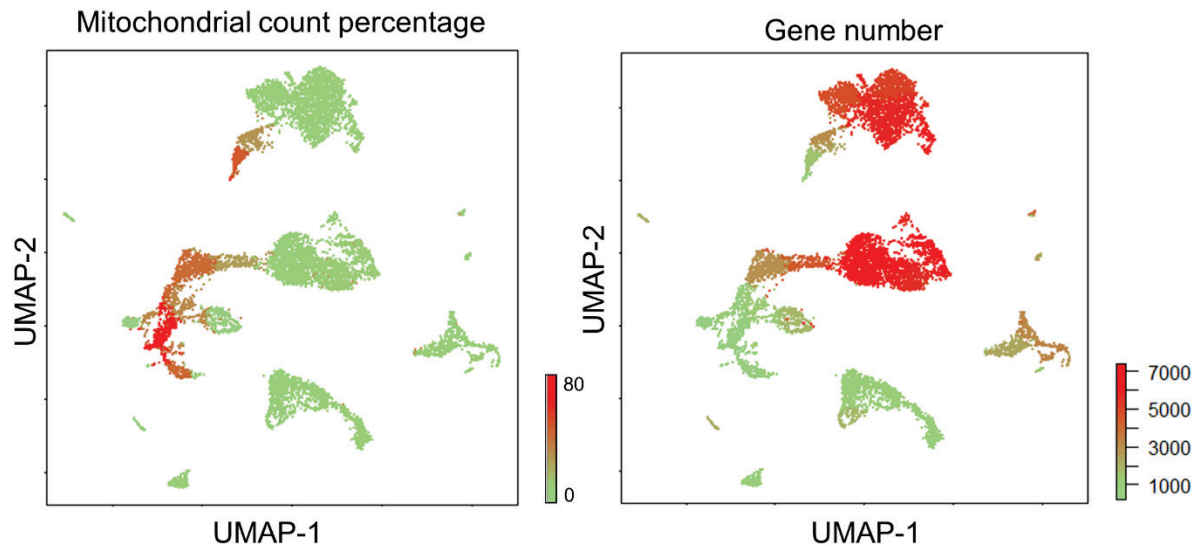 Mitochondrial count percentage
Gene number
UMAP-2
UMAP-2
80
0
7000
5000
3000
1000
UMAP-1
UMAP-1